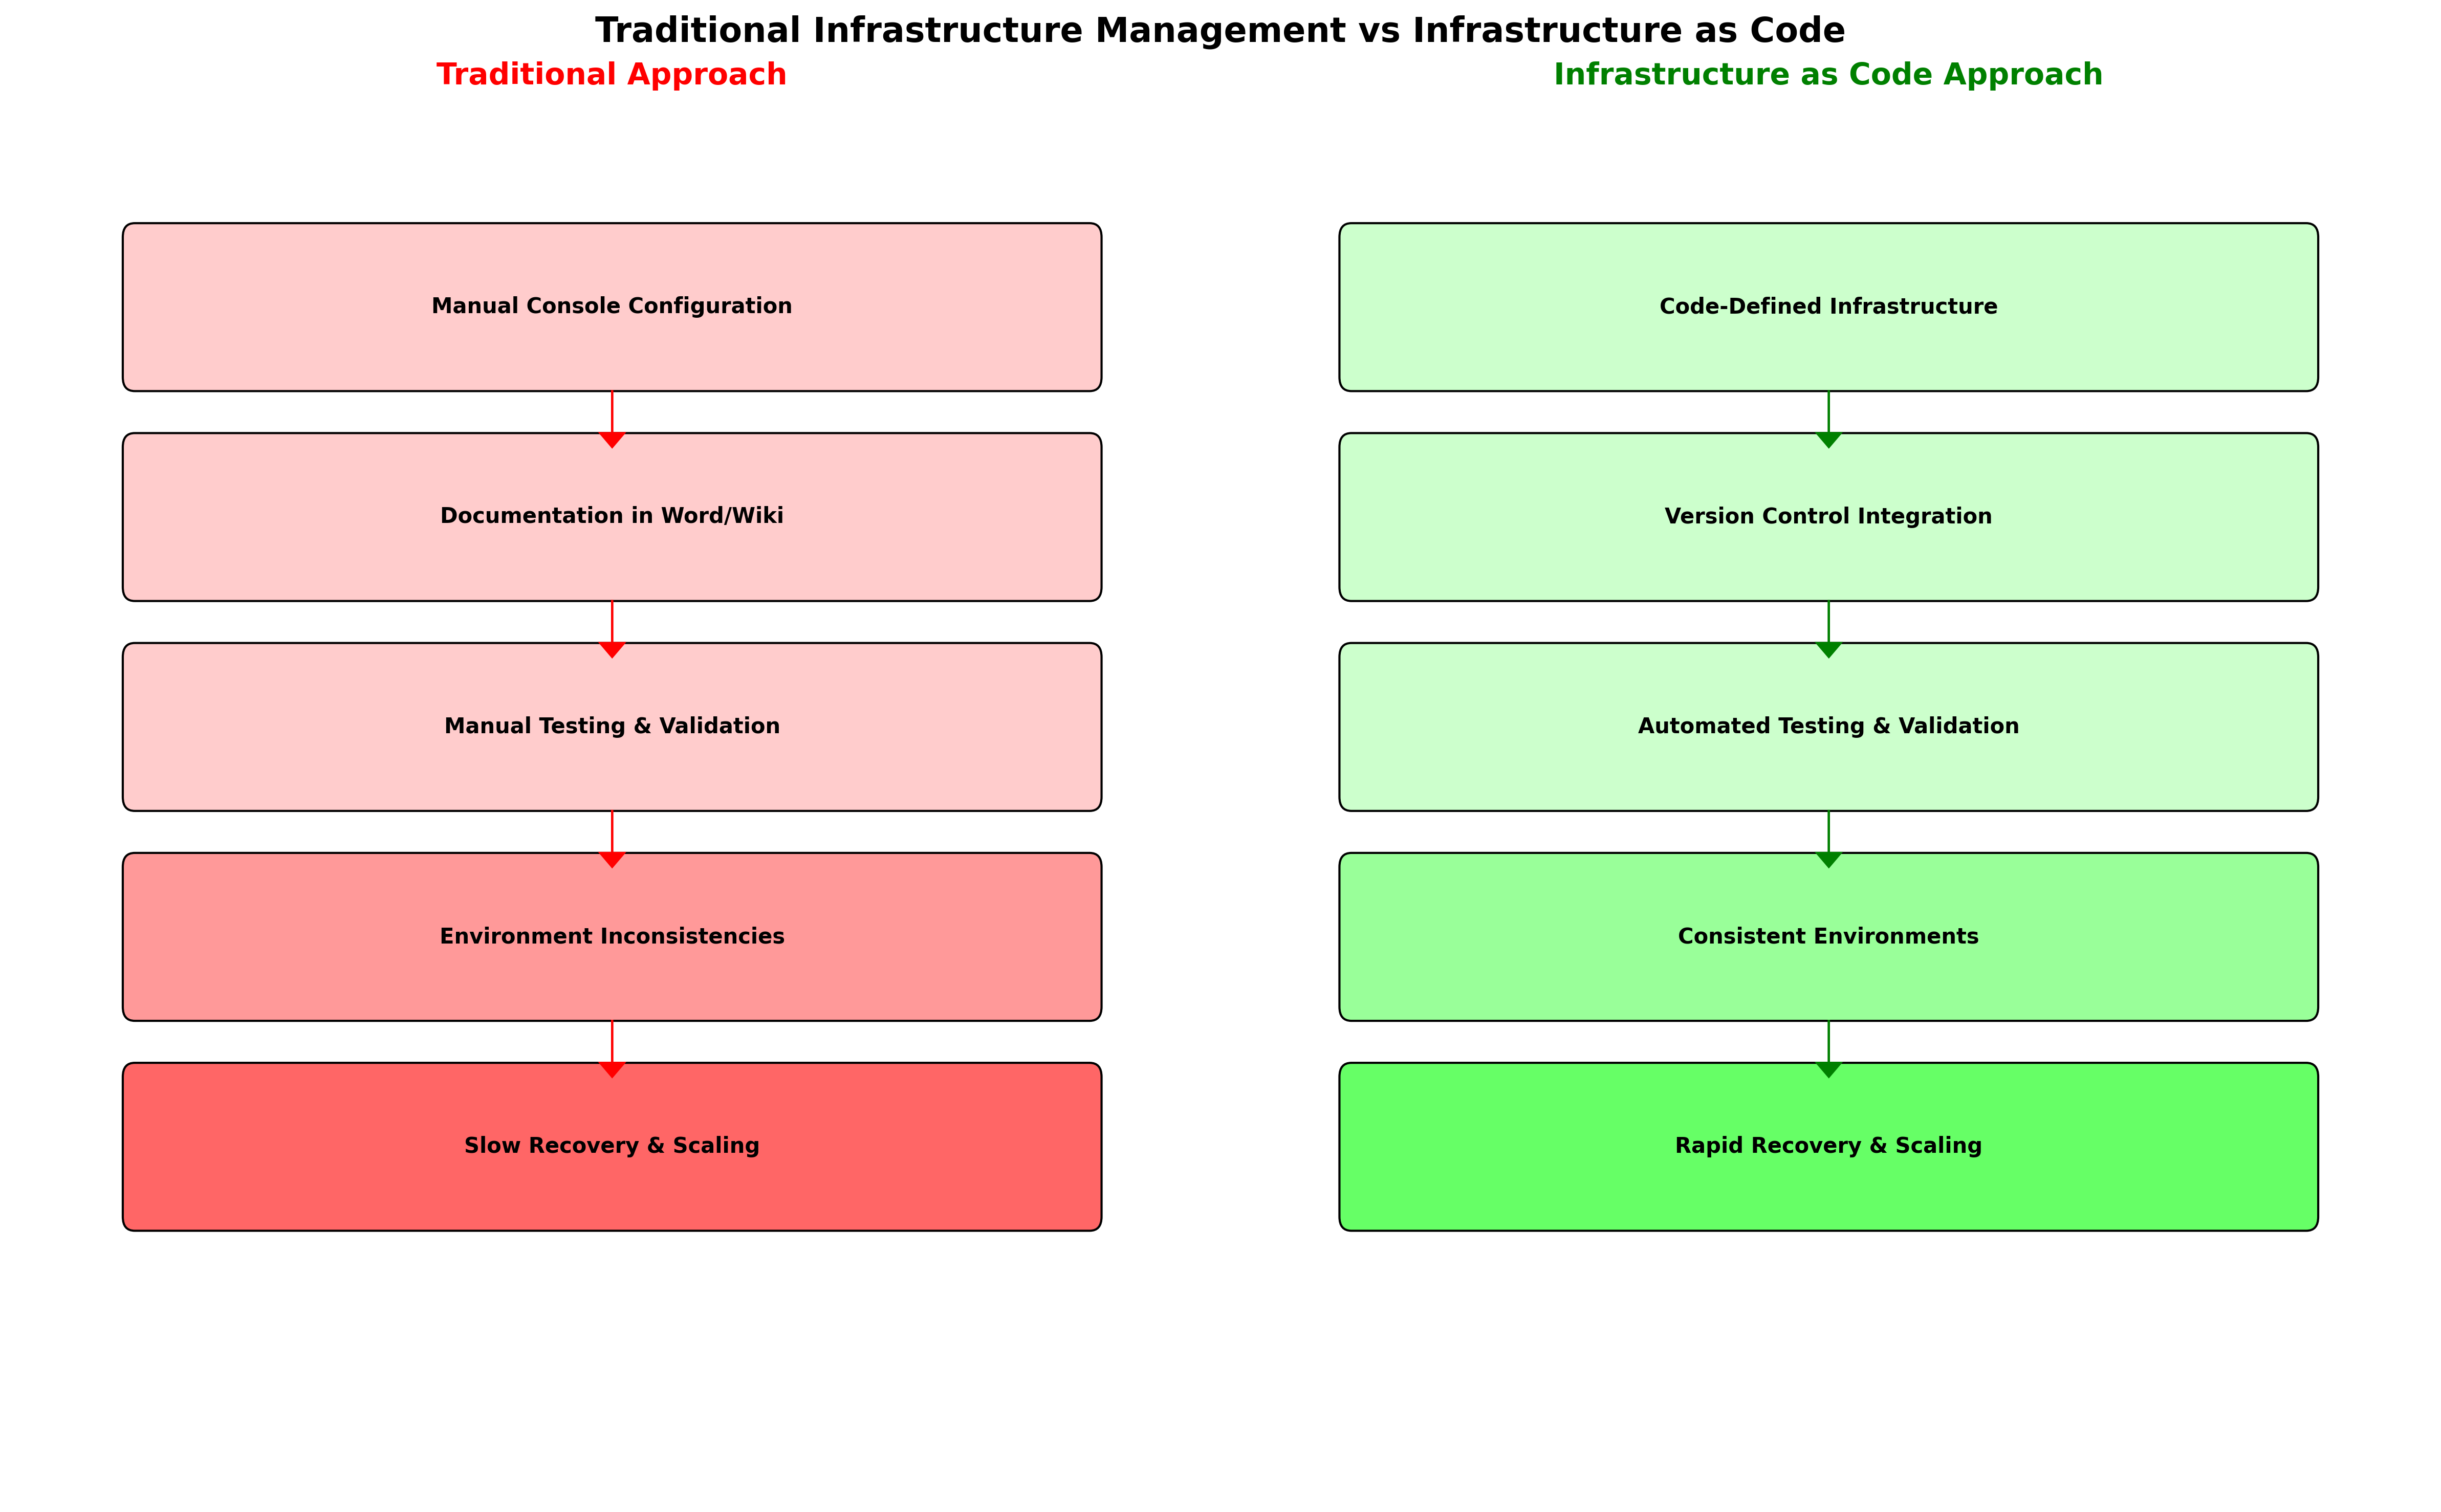 Traditional Infrastructure Management vs Infrastructure as Code
Traditional Approach
Manual Console Configuration
Documentation in Word/Wiki
Manual Testing & Validation
Environment Inconsistencies
Slow Recovery & Scaling
Infrastructure as Code Approach
Code-Defined Infrastructure
Version Control Integration
Automated Testing & Validation
Consistent Environments
Rapid Recovery & Scaling